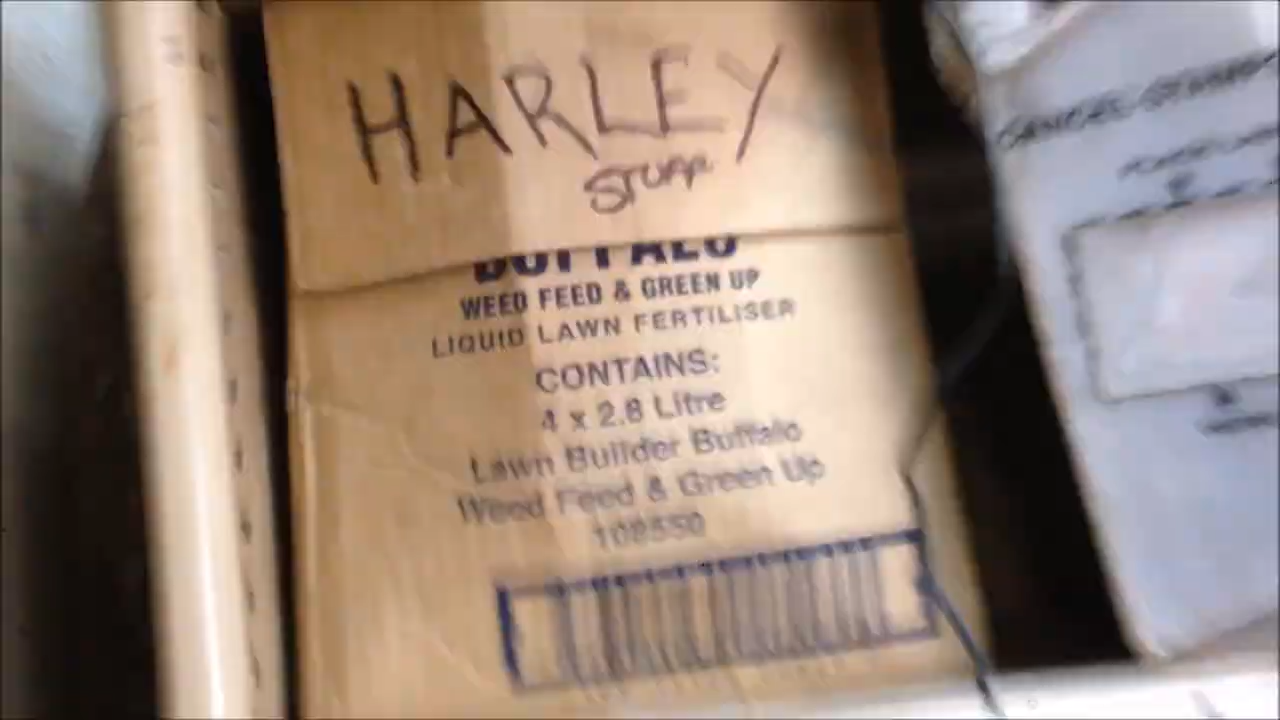 HARLEY
STUFF
BUFFALO
WEED FEED & GREEN UP
LIQUID LAWN FERTILISER
CONTAINS:
4 x 2.8 Litre
Lawn Builder Buffalo
Weed Feed & Green Up
108550